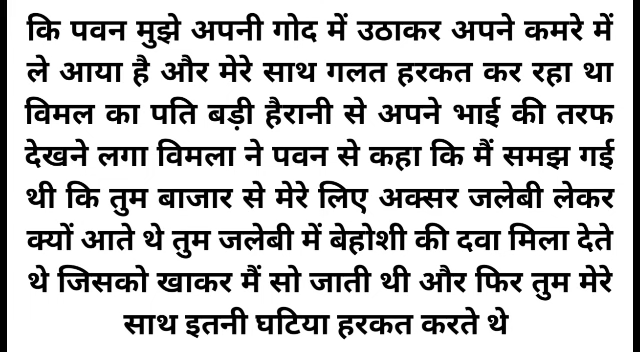 कि पवन मुझे अपनी गोद में उठाकर अपने कमरे में
ले आया है और मेरे साथ गलत हरकत कर रहा था
विमल का पति बड़ी हैरानी से अपने भाई की तरफ
देखने लगा विमला ने पवन से कहा कि मैं समझ गई
थी कि तुम बाजार से मेरे लिए अक्सर जलेबी लेकर
क्यों आते थे तुम जलेबी में बेहोशी की दवा मिला देते
थे जिसको खाकर मैं सो जाती थी और फिर तुम मेरे
साथ इतनी घटिया हरकत करते थे